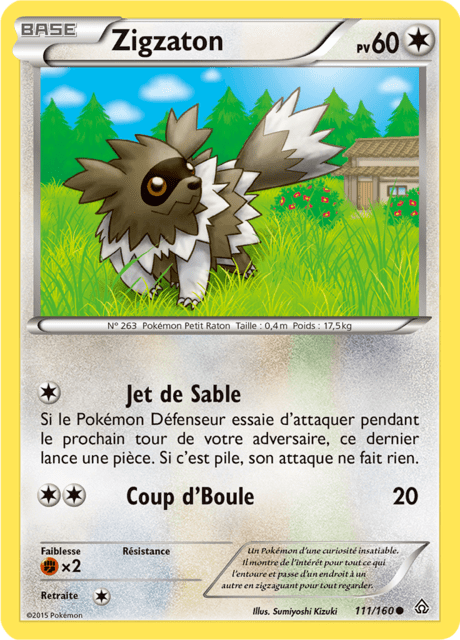 BASE
Zigzaton
PV60
N° 263 Pokémon Petit Raton Taille : 0,4m Poids : 17,5kg
Jet de Sable
Si le Pokémon Défenseur essaie d'attaquer pendant
le prochain tour de votre adversaire, ce dernier
lance une pièce. Si c'est pile, son attaque ne fait rien.
Coup d'Boule 20
Faiblesse Résistance
×2
Retraite
Un Pokémon d'une curiosité insatiable.
Il montre de l'intérêt pour tout ce qui
l'entoure et passe d'un endroit à un
autre en zigzaguant pour tout regarder.
©2015 Pokémon
Illus. Sumiyoshi Kizuki 111/160